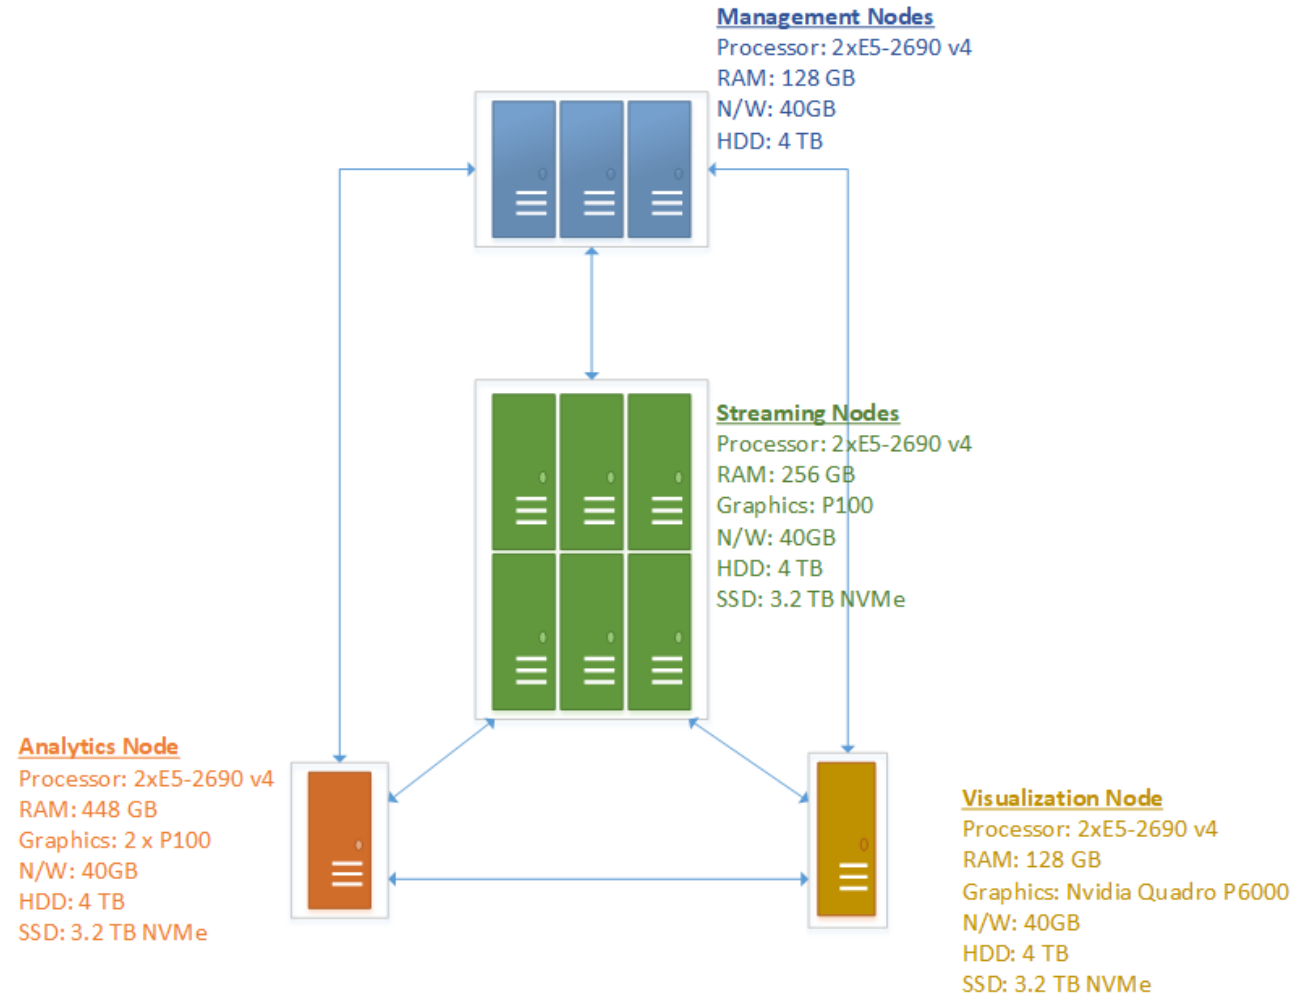 Management Nodes
Processor: 2xE5-2690 v4
RAM: 128 GB
N/W: 40GB
HDD: 4 TB
Streaming Nodes
Processor: 2xE5-2690 v4
RAM: 256 GB
Graphics: P100
N/W: 40GB
HDD: 4 TB
SSD: 3.2 TB NVMe
Analytics Node
Processor: 2xE5-2690 v4
RAM: 448 GB
Graphics: 2 x P100
N/W: 40GB
HDD: 4 TB
SSD: 3.2 TB NVMe
Visualization Node
Processor: 2xE5-2690 v4
RAM: 128 GB
Graphics: Nvidia Quadro P6000
N/W: 40GB
HDD: 4 TB
SSD: 3.2 TB NVMe